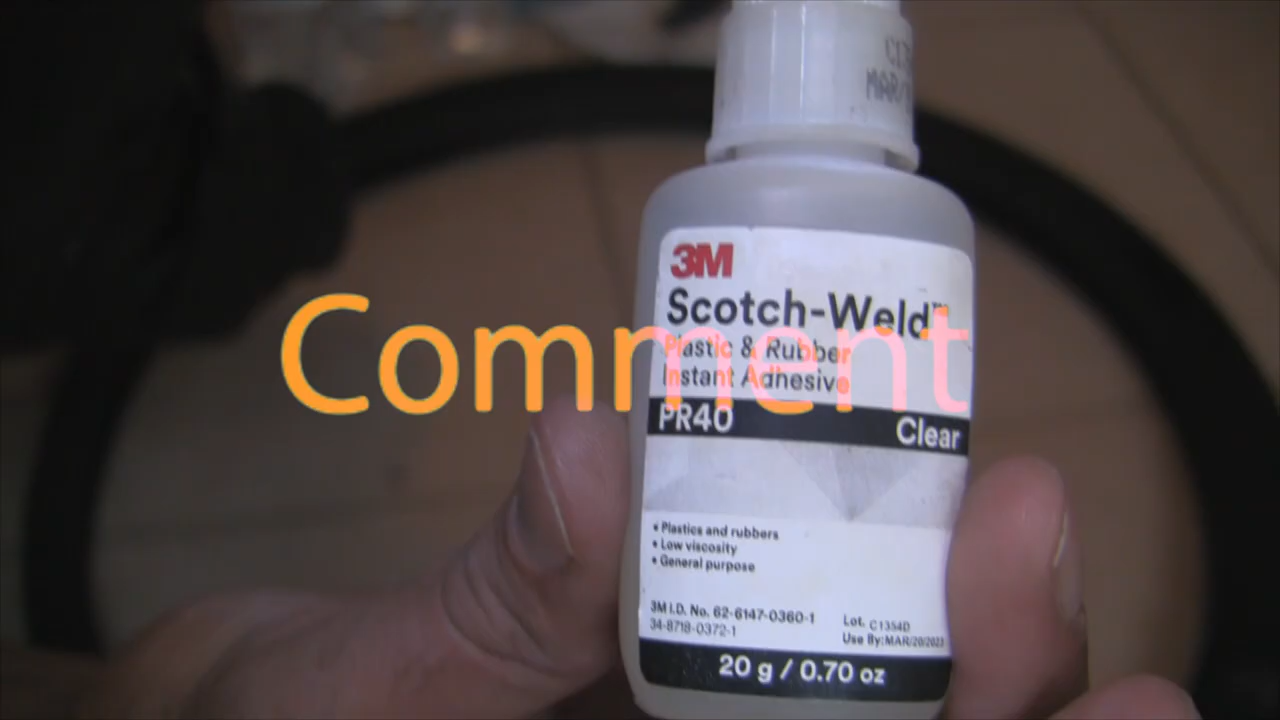 3M
Scotch-Weld™
Plastic & Rubber
Instant Adhesive
Comment
PR40 Clear
• Plastics and rubbers
• Low viscosity
• General purpose
3M I.D. No. 62-6147-0360-1
34-8718-0372-1
Lot. C1354D
Use By:MAR/20/2023
20 g / 0.70 oz